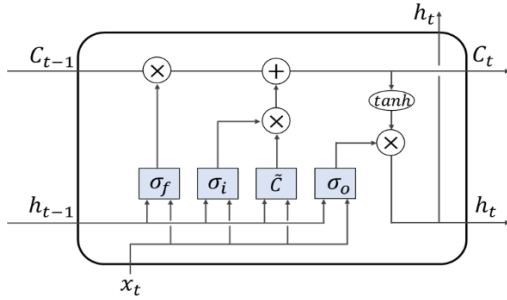 h_t
C_{t-1} × + C_t
tanh
× ×
σ_f σ_i C̃ σ_o
h_{t-1} h_t
x_t